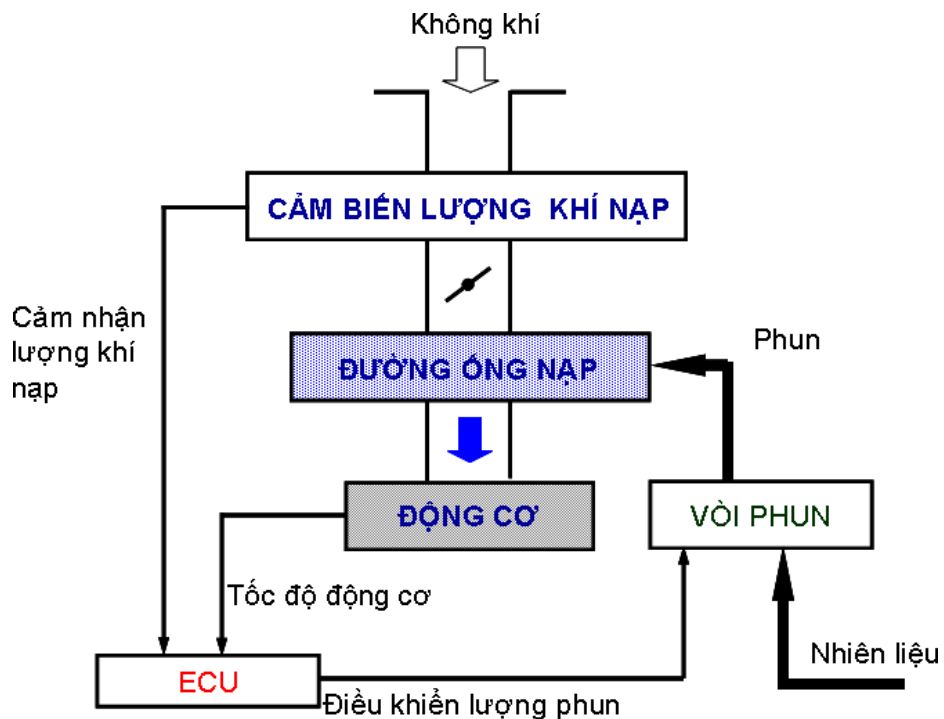 Không khí
CẢM BIẾN LƯỢNG KHÍ NẠP
Cảm nhận
lượng khí
nạp
Phun
ĐƯỜNG ỐNG NẠP
ĐỘNG CƠ
VÒI PHUN
Tốc độ động cơ
Nhiên liệu
ECU
Điều khiển lượng phun